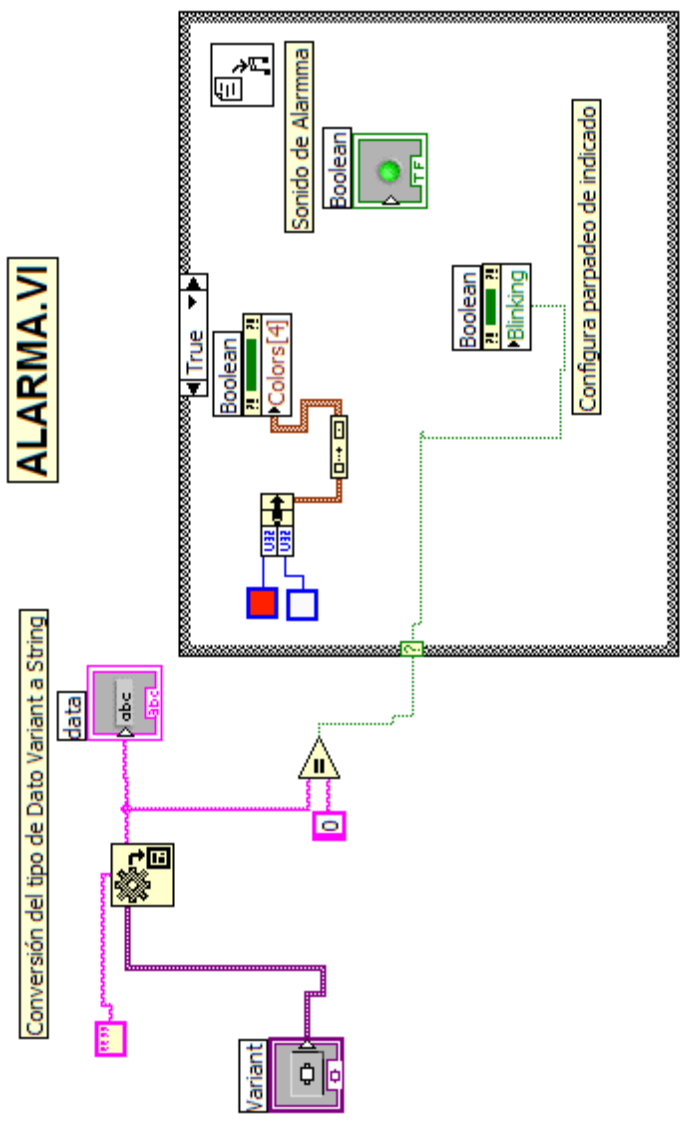 ALARMA.VI
Conversión del tipo de Dato Variant a String
data
abc
abc
Variant
0
=
?
True
U32
U32
Boolean
?! ?!
Colors[4]
Sonido de Alarmma
Boolean
TF
Boolean
?! ?!
Blinking
Configura parpadeo de indicado